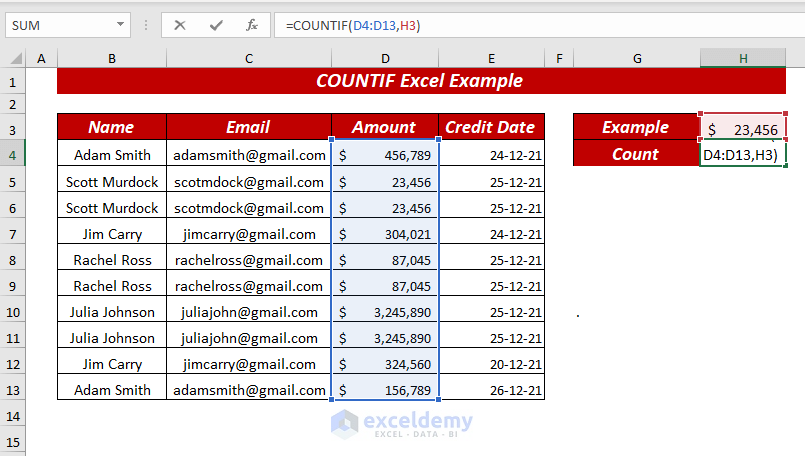 SUM fx =COUNTIF(D4:D13,H3)
A B C D E F G H
1 COUNTIF Excel Example
2
3 Name Email Amount Credit Date Example $ 23,456
4 Adam Smith adamsmith@gmail.com $ 456,789 24-12-21 Count D4:D13,H3)
5 Scott Murdock scotmdock@gmail.com $ 23,456 25-12-21
6 Scott Murdock scotmdock@gmail.com $ 23,456 25-12-21
7 Jim Carry jimcarry@gmail.com $ 304,021 24-12-21
8 Rachel Ross rachelross@gmail.com $ 87,045 25-12-21
9 Rachel Ross rachelross@gmail.com $ 87,045 25-12-21
10 Julia Johnson juliajohn@gmail.com $ 3,245,890 25-12-21
11 Julia Johnson juliajohn@gmail.com $ 3,245,890 25-12-21
12 Jim Carry jimcarry@gmail.com $ 324,560 20-12-21
13 Adam Smith adamsmith@gmail.com $ 156,789 26-12-21
14 exceldemy
EXCEL - DATA - BI
15